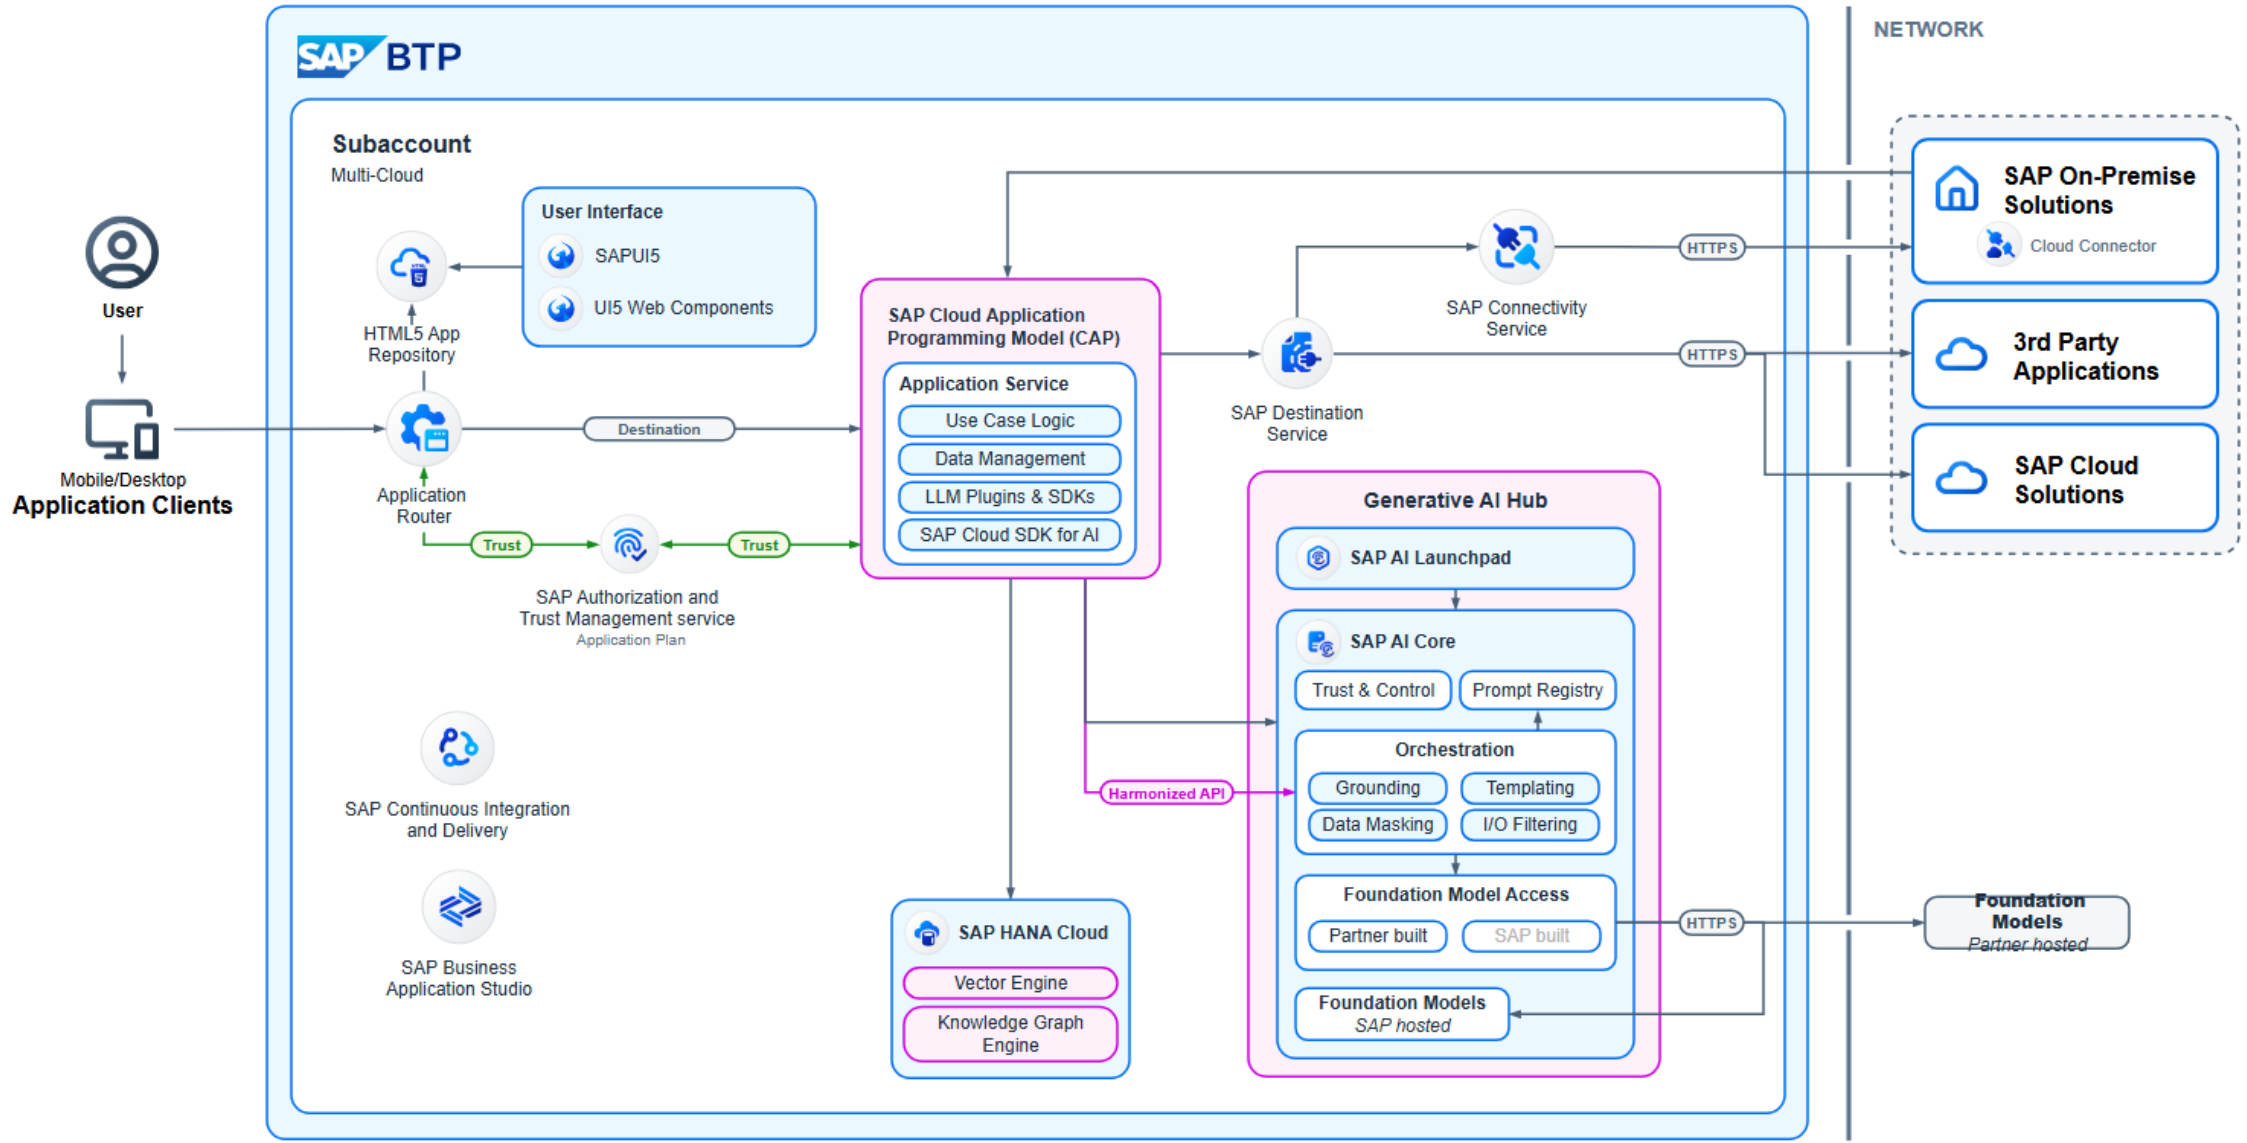 SAP BTP
NETWORK
Subaccount
Multi-Cloud
User
Mobile/Desktop
Application Clients
User Interface
SAPUI5
UI5 Web Components
HTML5 App
Repository
Application
Router
Destination
Trust
Trust
SAP Authorization and
Trust Management service
Application Plan
SAP Continuous Integration
and Delivery
SAP Business
Application Studio
SAP Cloud Application
Programming Model (CAP)
Application Service
Use Case Logic
Data Management
LLM Plugins & SDKs
SAP Cloud SDK for AI
SAP HANA Cloud
Vector Engine
Knowledge Graph
Engine
SAP Destination
Service
SAP Connectivity
Service
HTTPS
HTTPS
Generative AI Hub
SAP AI Launchpad
SAP AI Core
Trust & Control
Prompt Registry
Orchestration
Grounding
Templating
Data Masking
I/O Filtering
Harmonized API
Foundation Model Access
Partner built
SAP built
Foundation Models
SAP hosted
HTTPS
SAP On-Premise
Solutions
Cloud Connector
3rd Party
Applications
SAP Cloud
Solutions
Foundation
Models
Partner hosted